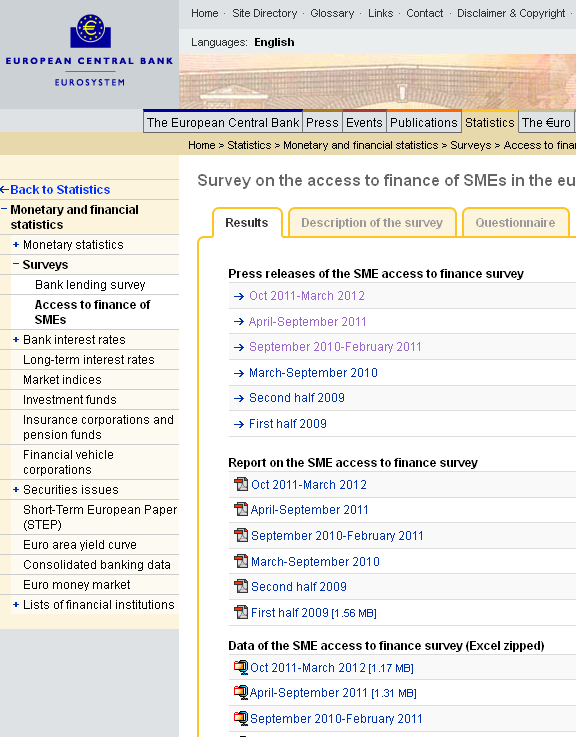 Home · Site Directory · Glossary · Links · Contact · Disclaimer & Copyright ·
Languages: English
EUROPEAN CENTRAL BANK
EUROSYSTEM
The European Central Bank Press Events Publications Statistics The €uro
Home > Statistics > Monetary and financial statistics > Surveys > Access to finan
Back to Statistics
Monetary and financial
statistics
+ Monetary statistics
− Surveys
Bank lending survey
Access to finance of
SMEs
+ Bank interest rates
Long-term interest rates
Market indices
Investment funds
Insurance corporations and
pension funds
Financial vehicle
corporations
+ Securities issues
Short-Term European Paper
(STEP)
Euro area yield curve
Consolidated banking data
Euro money market
+ Lists of financial institutions
Survey on the access to finance of SMEs in the eu
Results
Description of the survey
Questionnaire
Press releases of the SME access to finance survey
Oct 2011-March 2012
April-September 2011
September 2010-February 2011
March-September 2010
Second half 2009
First half 2009
Report on the SME access to finance survey
Oct 2011-March 2012
April-September 2011
September 2010-February 2011
March-September 2010
Second half 2009
First half 2009 [1.56 MB]
Data of the SME access to finance survey (Excel zipped)
Oct 2011-March 2012 [1.17 MB]
April-September 2011 [1.31 MB]
September 2010-February 2011